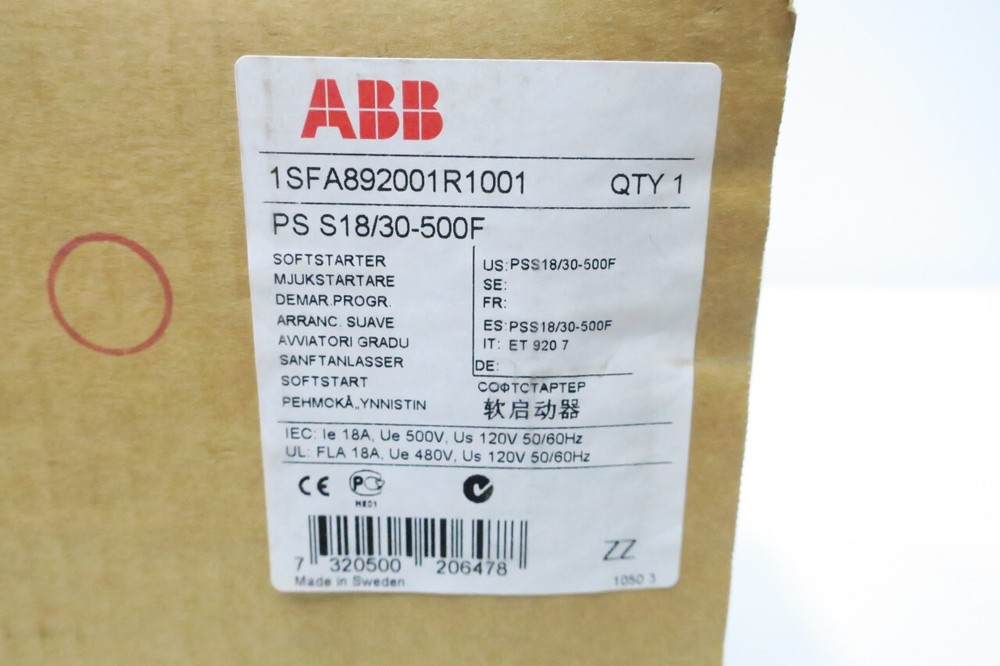 ABB
1SFA892001R1001 QTY 1
PS S18/30-500F
SOFTSTARTER
MJUKSTARTARE
DEMAR.PROGR.
ARRANC. SUAVE
AVVIATORI GRADU
SANFTANLASSER
SOFTSTART
PEHMOKÅ„YNNISTIN
US:PSS18/30-500F
SE:
FR:
ES:PSS18/30-500F
IT: ET 920 7
DE:
СОФТСТАРТЕР
软启动器
IEC: Ie 18A, Ue 500V, Us 120V 50/60Hz
UL: FLA 18A, Ue 480V, Us 120V 50/60Hz
CE
7 320500 206478
ZZ
Made in Sweden
1050 3